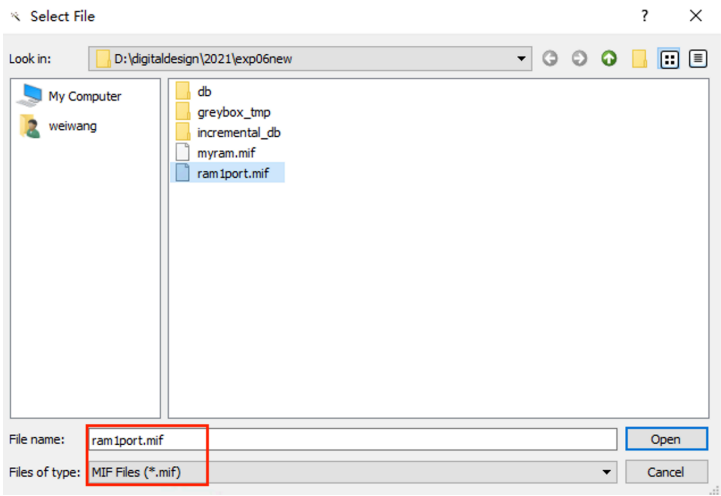 Select File
? ×
Look in: D:\digitaldesign\2021\exp06new
My Computer
weiwang
db
greybox_tmp
incremental_db
myram.mif
ram1port.mif
File name: ram1port.mif Open
Files of type: MIF Files (*.mif) Cancel